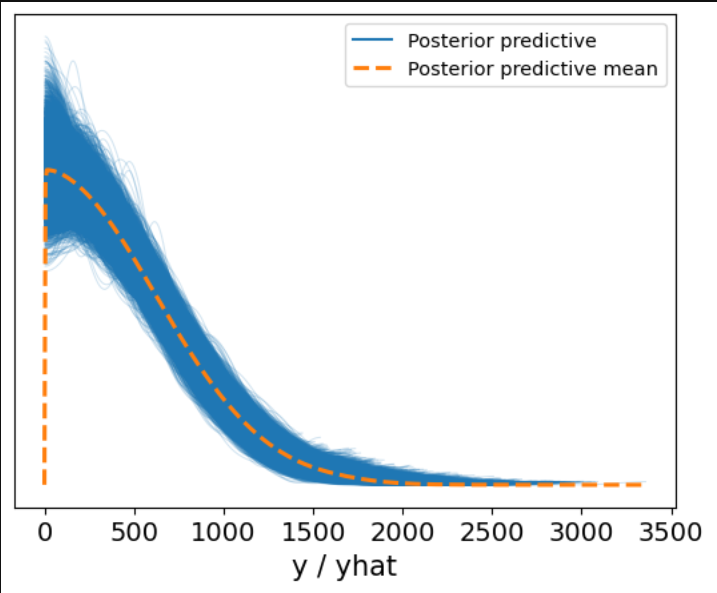 Posterior predictive
Posterior predictive mean
0 500 1000 1500 2000 2500 3000 3500
y / yhat